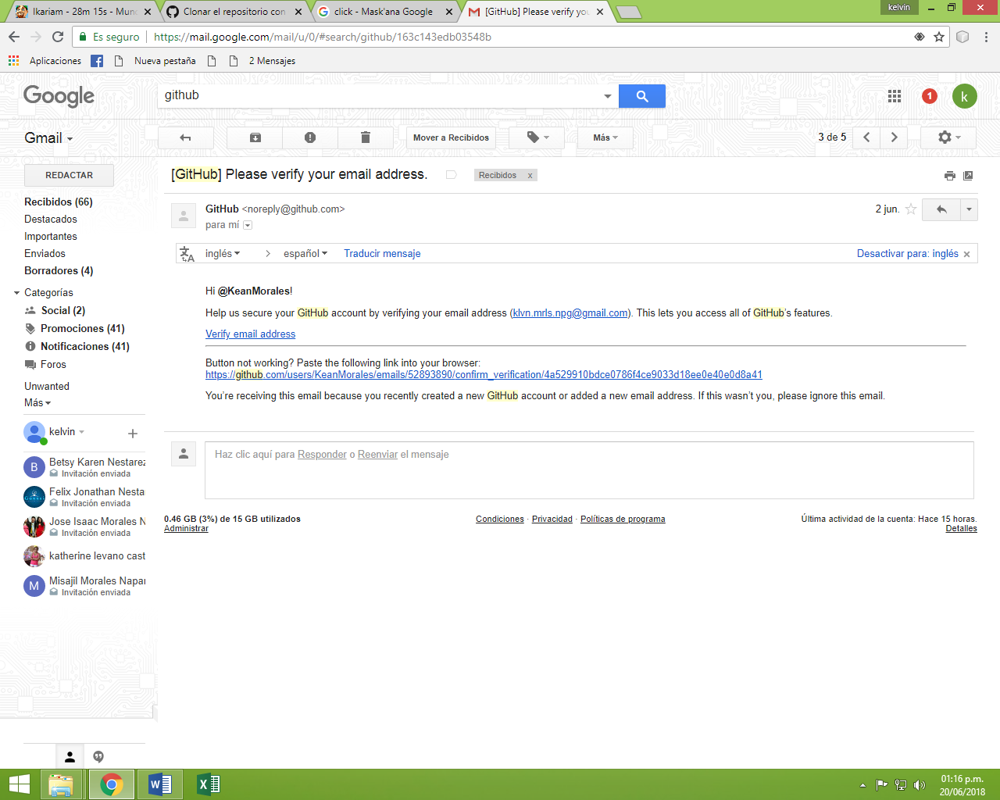 Ikariam - 28m 15s - Mun
Clonar el repositorio con
click - Mask'ana Google
[GitHub] Please verify you
kelvin
Es seguro
https://mail.google.com/mail/u/0/#search/github/163c143edb03548b
Aplicaciones
Nueva pestaña
2 Mensajes
Google
github
1
k
Gmail
Mover a Recibidos
Más
3 de 5
REDACTAR
[GitHub] Please verify your email address.
Recibidos x
Recibidos (66)
Destacados
Importantes
Enviados
Borradores (4)
Categorías
Social (2)
Promociones (41)
Notificaciones (41)
Foros
Unwanted
Más
GitHub <noreply@github.com>
2 jun.
para mí
inglés
español
Traducir mensaje
Desactivar para: inglés
Hi @KeanMorales!
Help us secure your GitHub account by verifying your email address (klvn.mrls.npg@gmail.com). This lets you access all of GitHub's features.
Verify email address
Button not working? Paste the following link into your browser:
https://github.com/users/KeanMorales/emails/52893890/confirm_verification/4a529910bdce0786f4ce9033d18ee0e40e0d8a41
You're receiving this email because you recently created a new GitHub account or added a new email address. If this wasn't you, please ignore this email.
kelvin
B
Betsy Karen Nestarez
Invitación enviada
Felix Jonathan Nesta
Invitación enviada
Jose Isaac Morales N
Invitación enviada
katherine levano cast
M
Misajil Morales Napa
Invitación enviada
Haz clic aquí para Responder o Reenviar el mensaje
0.46 GB (3%) de 15 GB utilizados
Administrar
Condiciones · Privacidad · Políticas de programa
Última actividad de la cuenta: Hace 15 horas.
Detalles
01:16 p.m.
20/06/2018